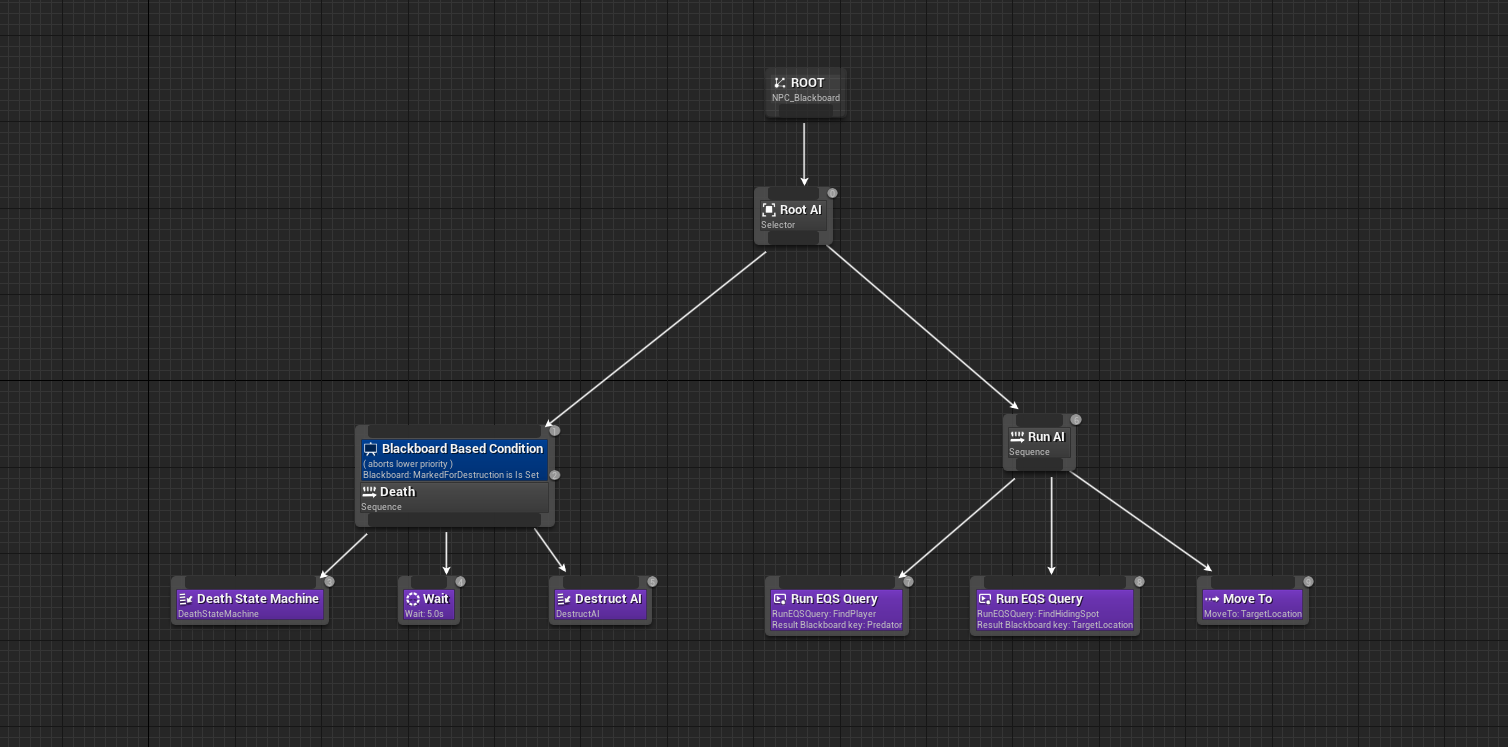 ROOT
NPC_Blackboard
Root AI
Selector
Blackboard Based Condition
( aborts lower priority )
Blackboard: MarkedForDestruction is Is Set
Death
Sequence
Run AI
Sequence
Death State Machine
DeathStateMachine
Wait
Wait: 5.0s
Destruct AI
DestructAI
Run EQS Query
RunEQSQuery: FindPlayer
Result Blackboard key: Predator
Run EQS Query
RunEQSQuery: FindHidingSpot
Result Blackboard key: TargetLocation
Move To
MoveTo: TargetLocation